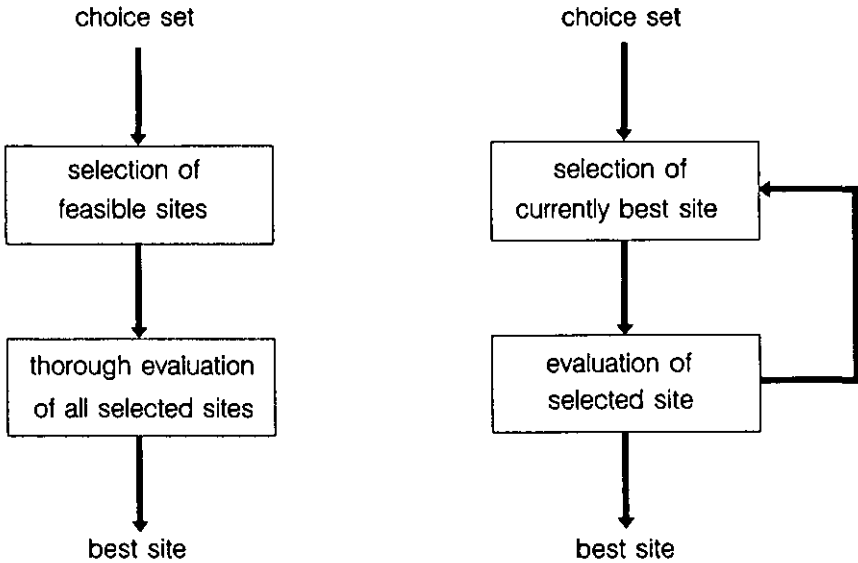 choice set
selection of
feasible sites
thorough evaluation
of all selected sites
best site
choice set
selection of
currently best site
evaluation of
selected site
best site